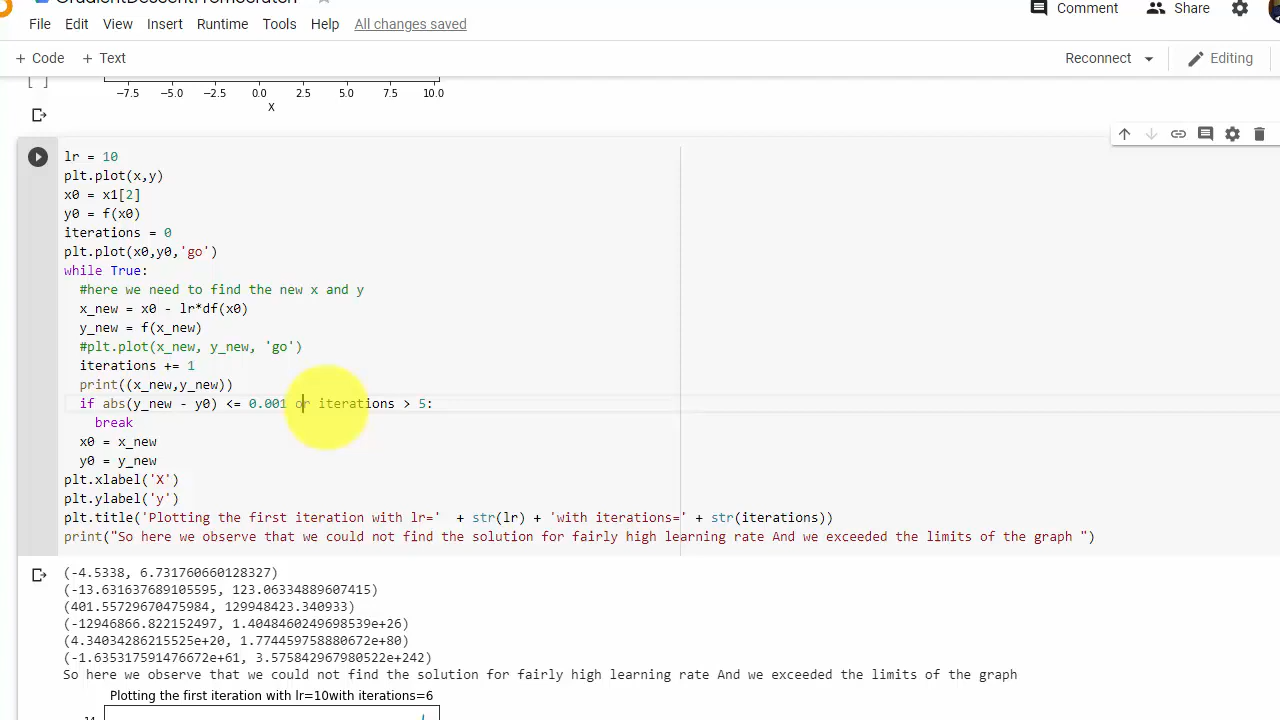 GradientDescentFromScratch
Comment Share
File Edit View Insert Runtime Tools Help All changes saved
+ Code + Text Reconnect Editing
[ ]
−7.5 −5.0 −2.5 0.0 2.5 5.0 7.5 10.0
X
lr = 10
plt.plot(x,y)
x0 = x1[2]
y0 = f(x0)
iterations = 0
plt.plot(x0,y0,'go')
while True:
#here we need to find the new x and y
x_new = x0 - lr*df(x0)
y_new = f(x_new)
#plt.plot(x_new, y_new, 'go')
iterations += 1
print((x_new,y_new))
if abs(y_new - y0) <= 0.001 or iterations > 5:
break
x0 = x_new
y0 = y_new
plt.xlabel('X')
plt.ylabel('y')
plt.title('Plotting the first iteration with lr=' + str(lr) + 'with iterations=' + str(iterations))
print("So here we observe that we could not find the solution for fairly high learning rate And we exceeded the limits of the graph ")
(-4.5338, 6.731760660128327)
(-13.631637689105595, 123.06334889607415)
(401.55729670475984, 129948423.340933)
(-12946866.822152497, 1.4048460249698539e+26)
(4.34034286215525e+20, 1.774459758880672e+80)
(-1.635317591476672e+61, 3.575842967980522e+242)
So here we observe that we could not find the solution for fairly high learning rate And we exceeded the limits of the graph
Plotting the first iteration with lr=10with iterations=6
14